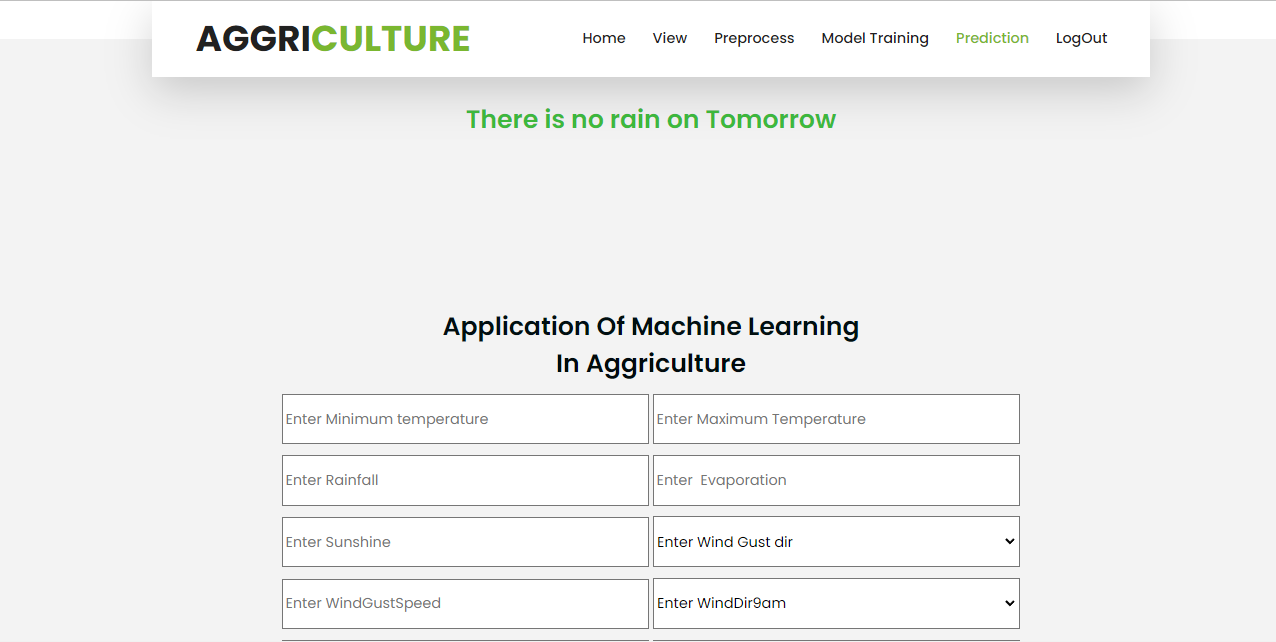 AGGRICULTURE
Home View Preprocess Model Training Prediction LogOut
There is no rain on Tomorrow
Application Of Machine Learning
In Aggriculture
Enter Minimum temperature Enter Maximum Temperature
Enter Rainfall Enter  Evaporation
Enter Sunshine Enter Wind Gust dir
Enter WindGustSpeed Enter WindDir9am